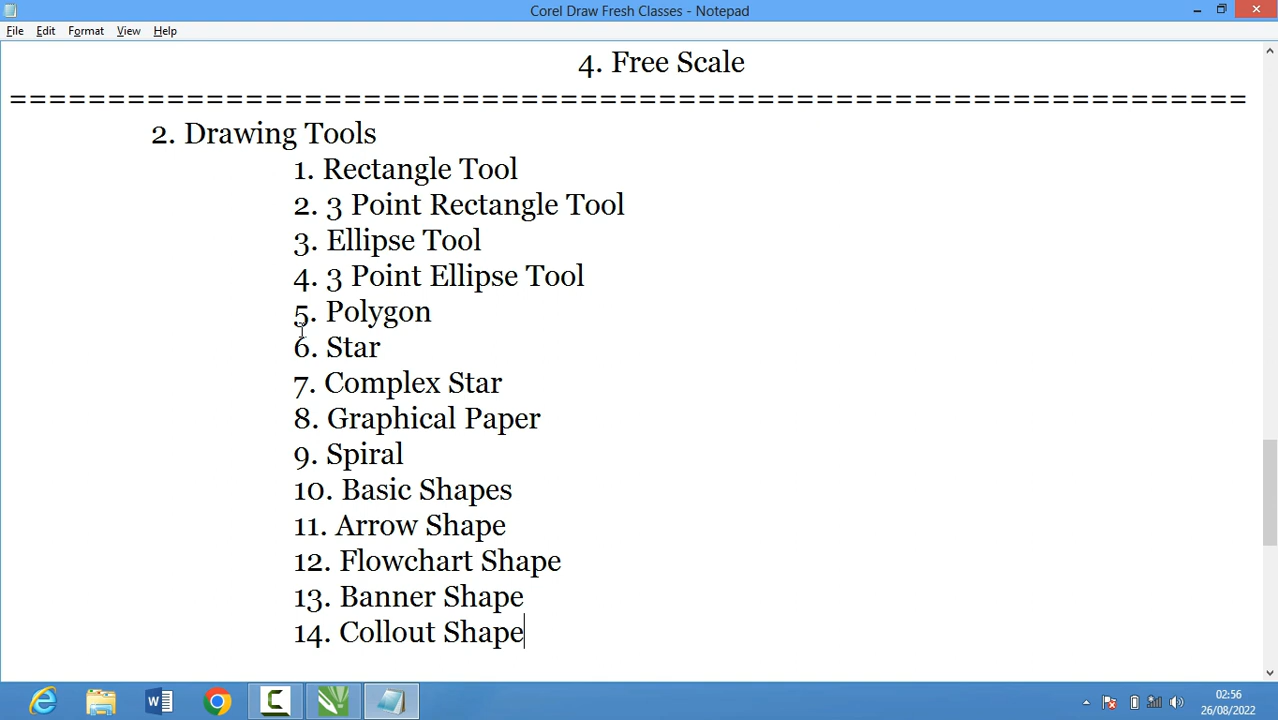 Corel Draw Fresh Classes - Notepad
File Edit Format View Help
4. Free Scale
===============================================================
2. Drawing Tools
1. Rectangle Tool
2. 3 Point Rectangle Tool
3. Ellipse Tool
4. 3 Point Ellipse Tool
5. Polygon
6. Star
7. Complex Star
8. Graphical Paper
9. Spiral
10. Basic Shapes
11. Arrow Shape
12. Flowchart Shape
13. Banner Shape
14. Collout Shape
02:56
26/08/2022